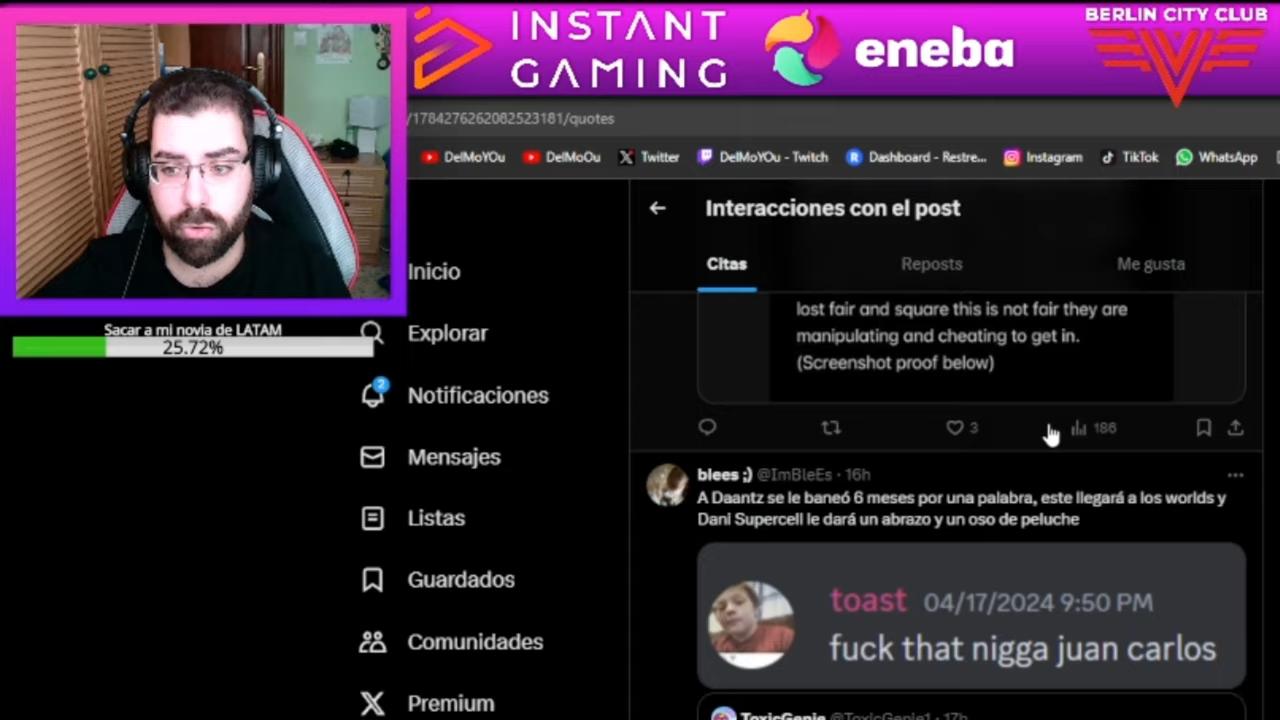 INSTANT
GAMING
eneba
BERLIN CITY CLUB
/1784276262082523181/quotes
DelMoYOu
DelMoOu
Twitter
DelMoYOu - Twitch
Dashboard - Restre...
Instagram
TikTok
WhatsApp
Sacar a mi novia de LATAM
25.72%
Inicio
Explorar
2
Notificaciones
Mensajes
Listas
Guardados
Comunidades
Premium
Interacciones con el post
Citas
Reposts
Me gusta
lost fair and square this is not fair they are
manipulating and cheating to get in.
(Screenshot proof below)
3
186
blees ;) @ImBleEs · 16h
A Daantz se le baneó 6 meses por una palabra, este llegará a los worlds y
Dani Supercell le dará un abrazo y un oso de peluche
toast 04/17/2024 9:50 PM
fuck that nigga juan carlos
ToxicGenie @ToxicGenie1 · 17h